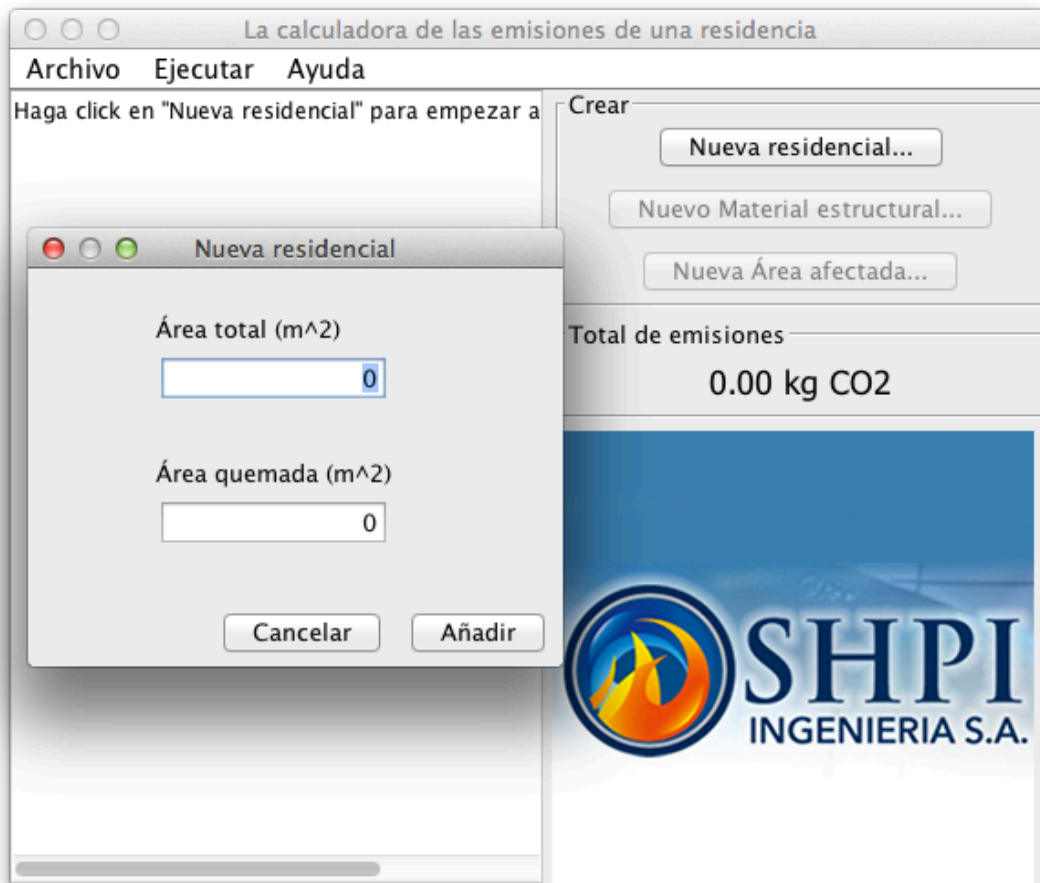 La calculadora de las emisiones de una residencia
Archivo Ejecutar Ayuda
Haga click en "Nueva residencial" para empezar a
Crear
Nueva residencial...
Nuevo Material estructural...
Nueva Área afectada...
Total de emisiones
0.00 kg CO2
Nueva residencial
Área total (m^2)
0
Área quemada (m^2)
0
Cancelar Añadir
SHPI
INGENIERIA S.A.